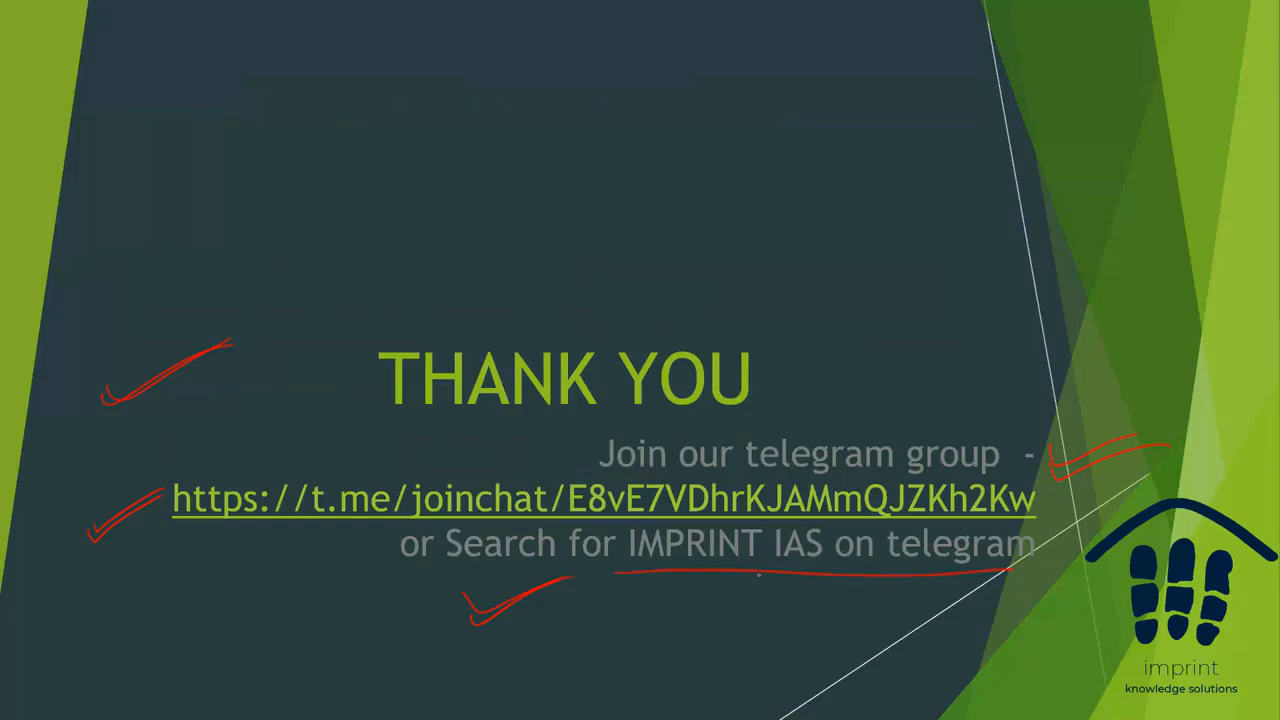 THANK YOU
Join our telegram group -
https://t.me/joinchat/E8vE7VDhrKJAMmQJZKh2Kw
or Search for IMPRINT IAS on telegram
imprint
knowledge solutions